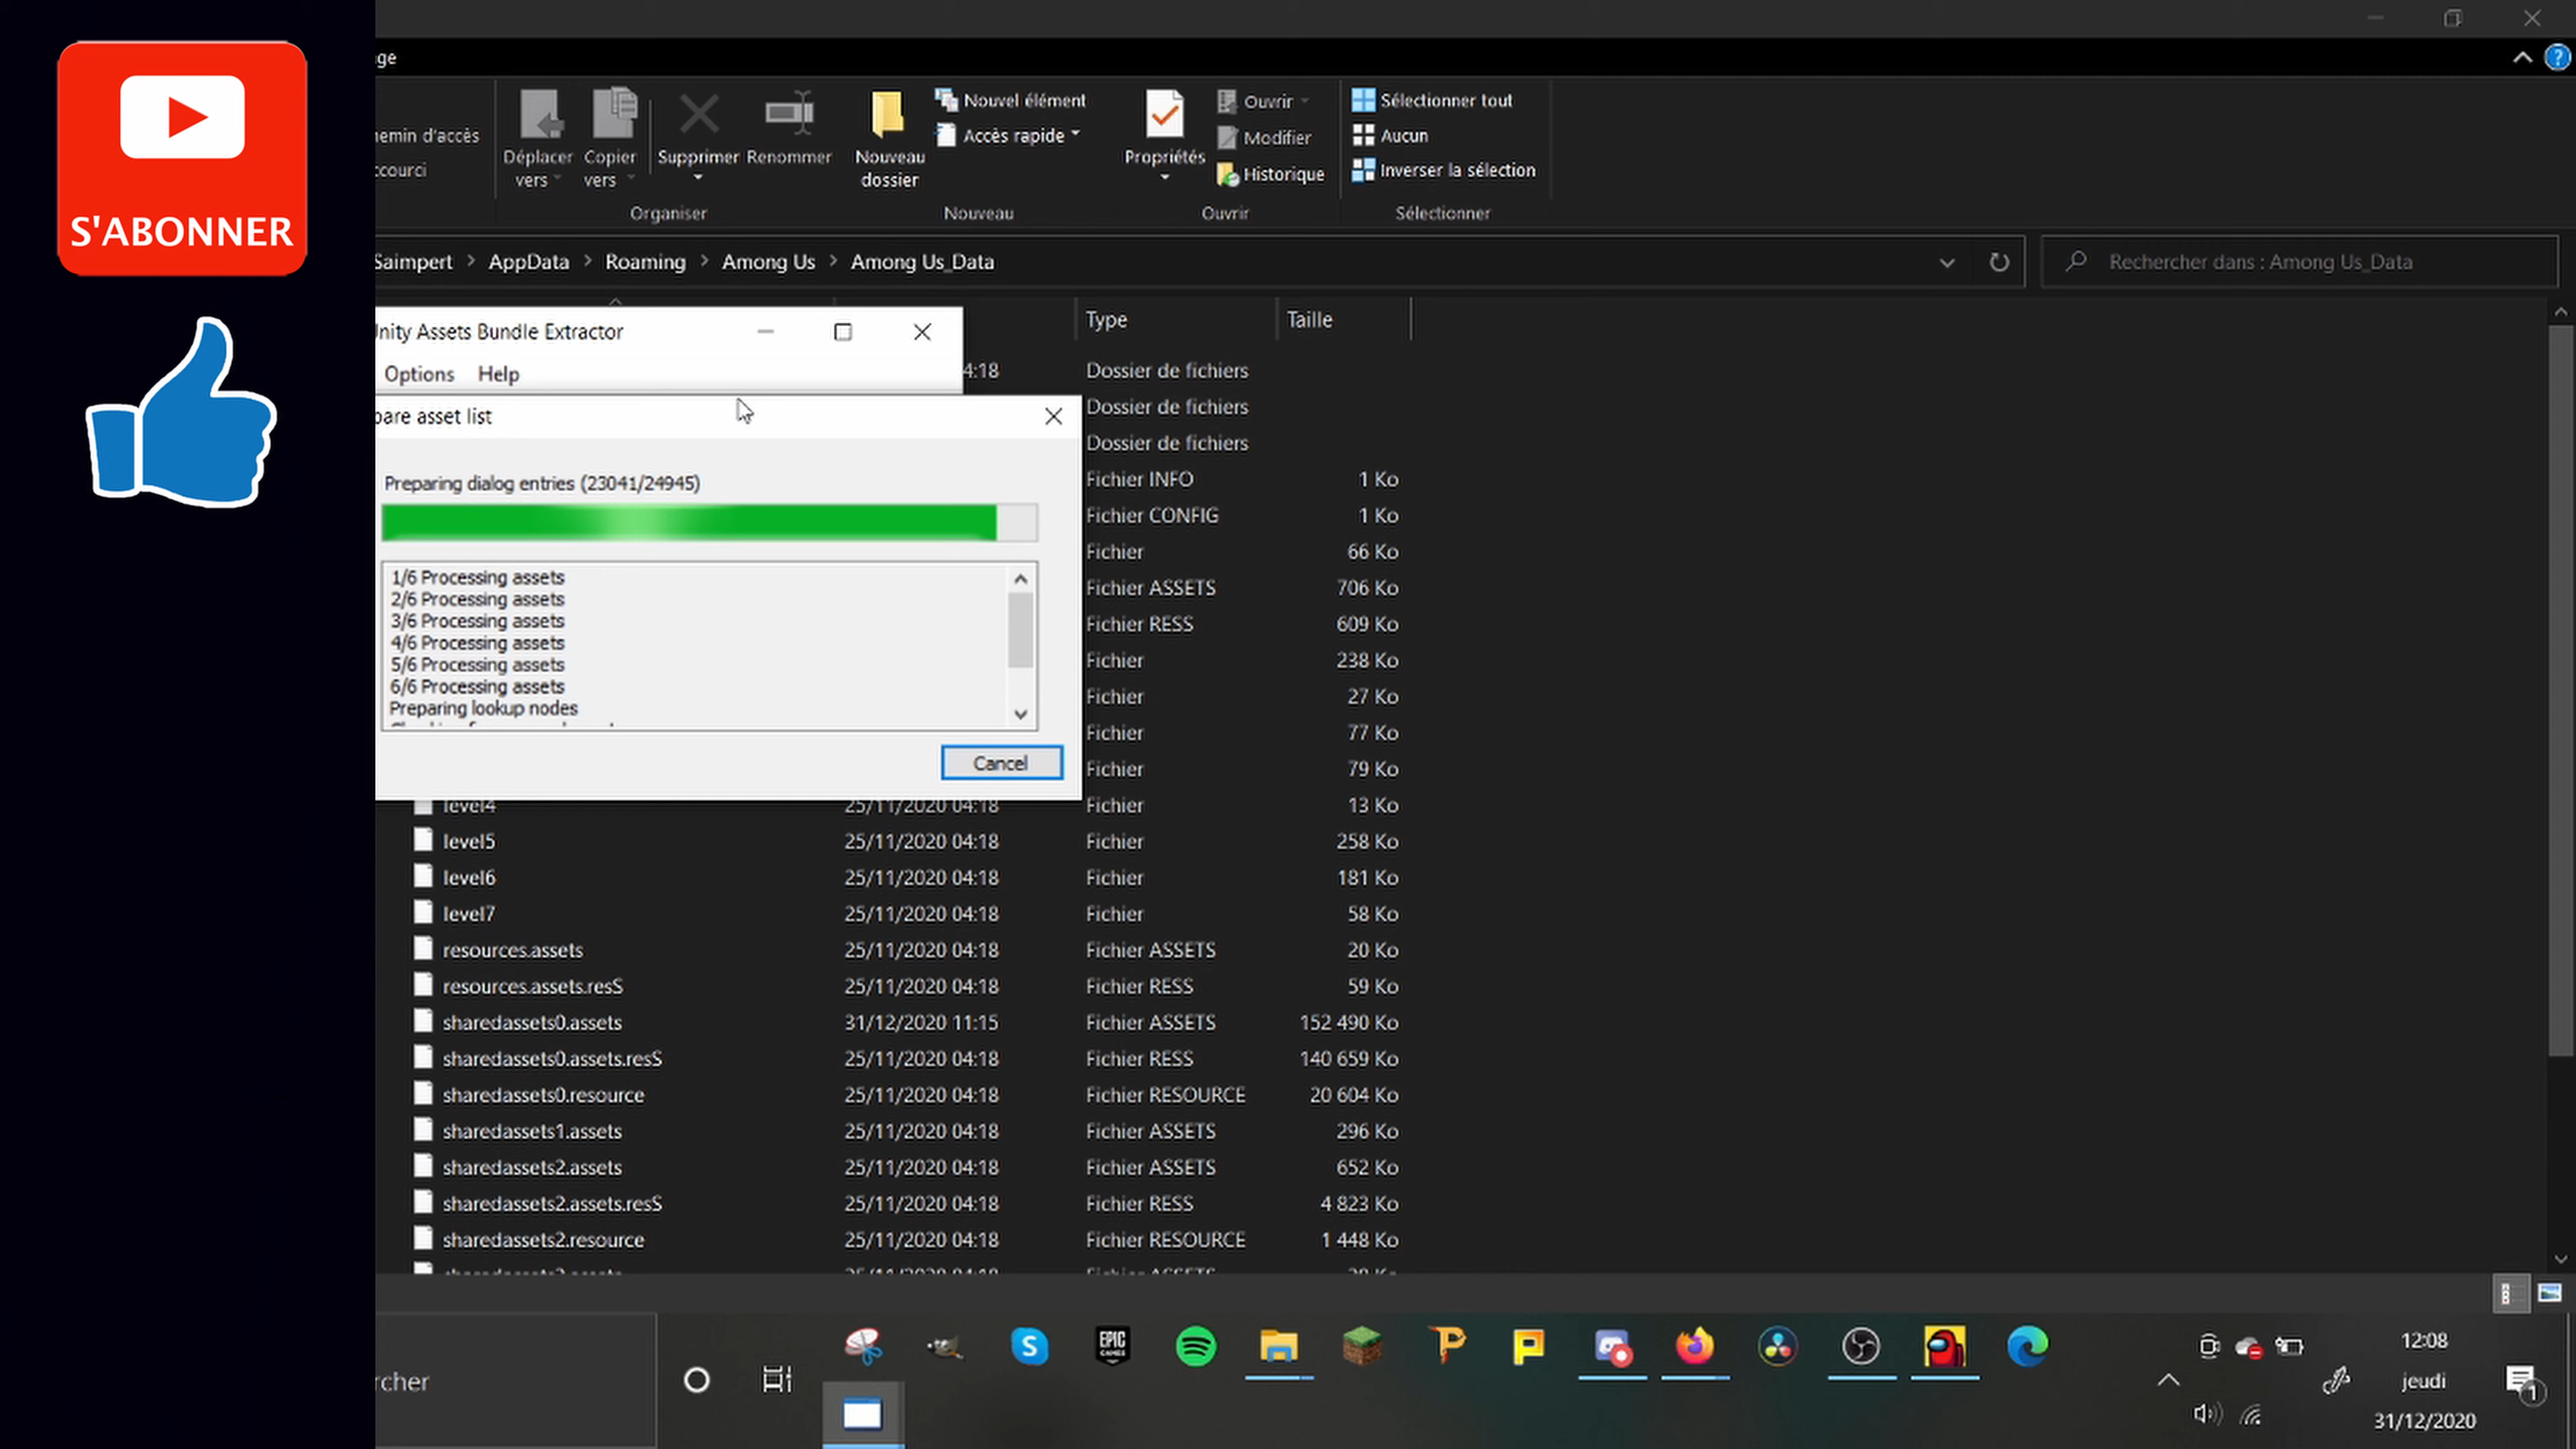 S'ABONNER
ge
hemin d'accès
courci
Déplacer vers
Copier vers
Supprimer
Renommer
Nouveau dossier
Nouvel élément
Accès rapide
Propriétés
Ouvrir
Modifier
Historique
Sélectionner tout
Aucun
Inverser la sélection
Organiser
Nouveau
Ouvrir
Sélectionner
Saimpert > AppData > Roaming > Among Us > Among Us_Data
Rechercher dans : Among Us_Data
Unity Assets Bundle Extractor
Options Help
pare asset list
Preparing dialog entries (23041/24945)
1/6 Processing assets
2/6 Processing assets
3/6 Processing assets
4/6 Processing assets
5/6 Processing assets
6/6 Processing assets
Preparing lookup nodes
Cancel
Type Taille
4:18 Dossier de fichiers
Dossier de fichiers
Dossier de fichiers
Fichier INFO 1 Ko
Fichier CONFIG 1 Ko
Fichier 66 Ko
Fichier ASSETS 706 Ko
Fichier RESS 609 Ko
Fichier 238 Ko
Fichier 27 Ko
Fichier 77 Ko
Fichier 79 Ko
level4 25/11/2020 04:18 Fichier 13 Ko
level5 25/11/2020 04:18 Fichier 258 Ko
level6 25/11/2020 04:18 Fichier 181 Ko
level7 25/11/2020 04:18 Fichier 58 Ko
resources.assets 25/11/2020 04:18 Fichier ASSETS 20 Ko
resources.assets.resS 25/11/2020 04:18 Fichier RESS 59 Ko
sharedassets0.assets 31/12/2020 11:15 Fichier ASSETS 152 490 Ko
sharedassets0.assets.resS 25/11/2020 04:18 Fichier RESS 140 659 Ko
sharedassets0.resource 25/11/2020 04:18 Fichier RESOURCE 20 604 Ko
sharedassets1.assets 25/11/2020 04:18 Fichier ASSETS 296 Ko
sharedassets2.assets 25/11/2020 04:18 Fichier ASSETS 652 Ko
sharedassets2.assets.resS 25/11/2020 04:18 Fichier RESS 4 823 Ko
sharedassets2.resource 25/11/2020 04:18 Fichier RESOURCE 1 448 Ko
rcher
EPIC GAMES
12:08
jeudi
31/12/2020
1